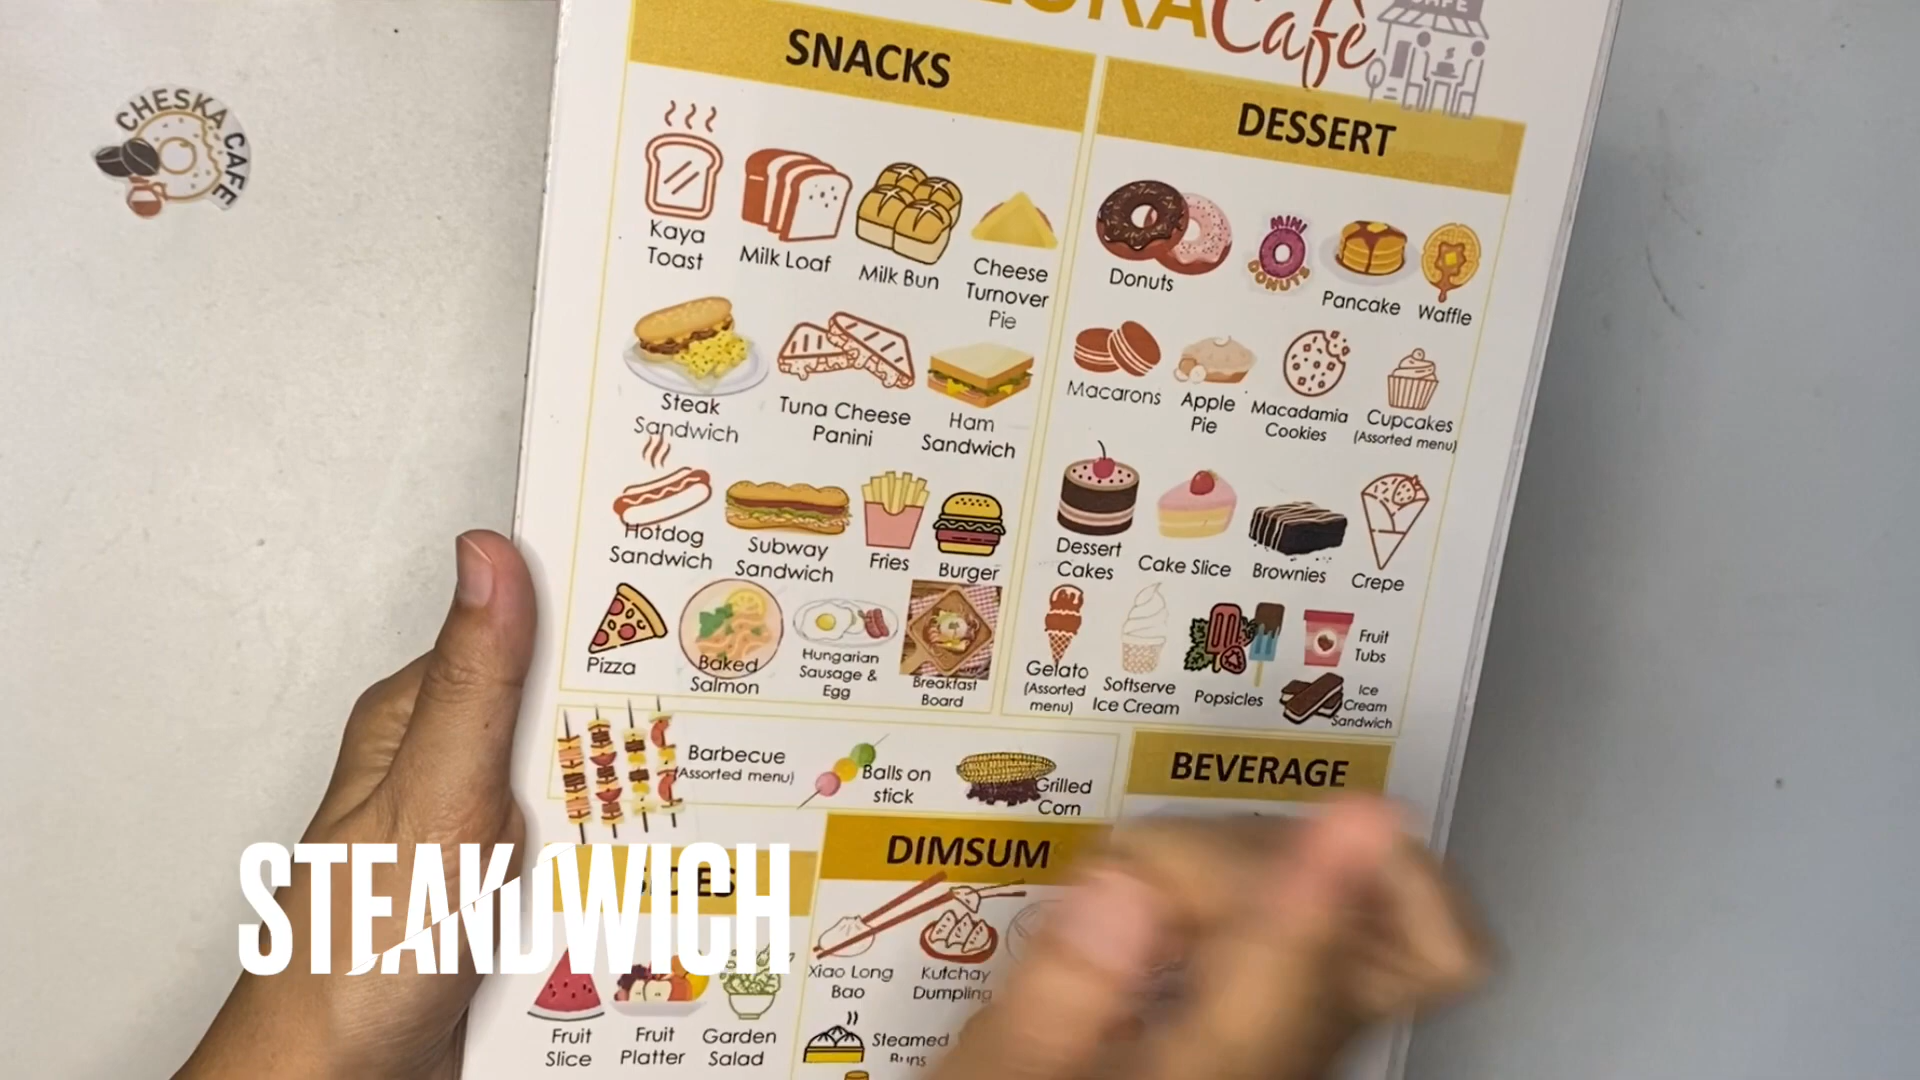 CHESKA CAFE
Cafe
CAFE
SNACKS
Kaya
Toast
Milk Loaf
Milk Bun
Cheese
Turnover
Pie
Steak
Sandwich
Tuna Cheese
Panini
Ham
Sandwich
Hotdog
Sandwich
Subway
Sandwich
Fries
Burger
Pizza
Baked
Salmon
Hungarian
Sausage &
Egg
Breakfast
Board
DESSERT
Donuts
MINI
DONUTS
Pancake
Waffle
Macarons
Apple
Pie
Macadamia
Cookies
Cupcakes
(Assorted menu)
Dessert
Cakes
Cake Slice
Brownies
Crepe
Gelato
(Assorted
menu)
Softserve
Ice Cream
Popsicles
Fruit
Tubs
Ice
Cream
Sandwich
Barbecue
(Assorted menu)
Balls on
stick
Grilled
Corn
BEVERAGE
SIDES
Fruit
Slice
Fruit
Platter
Garden
Salad
DIMSUM
Xiao Long
Bao
Kutchay
Dumpling
Steamed
Buns